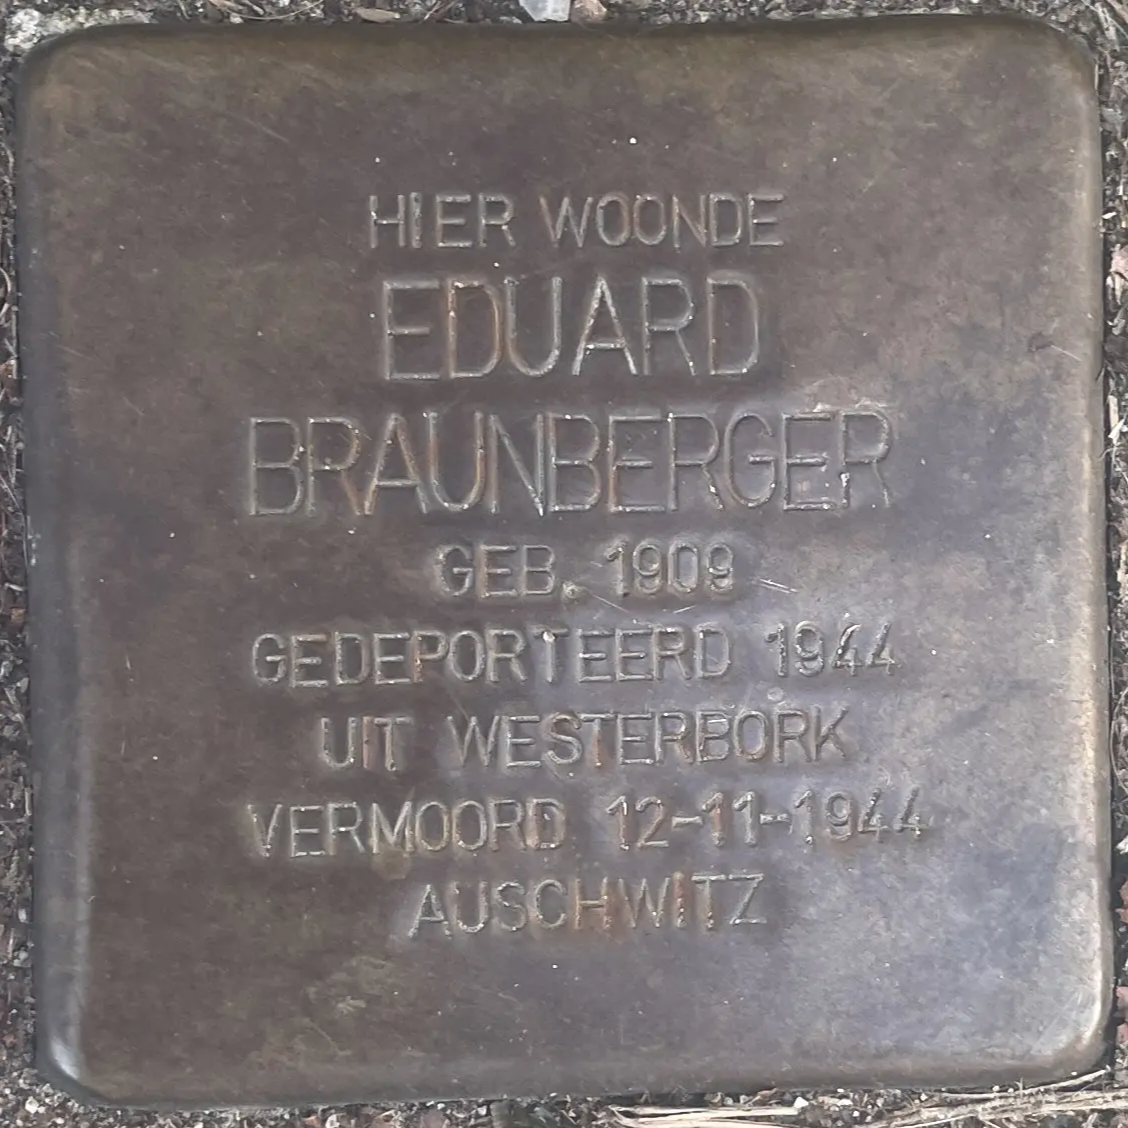 HIER WOONDE
EDUARD
BRAUNBERGER
GEB. 1909
GEDEPORTEERD 1944
UIT WESTERBORK
VERMOORD 12-11-1944
AUSCHWITZ